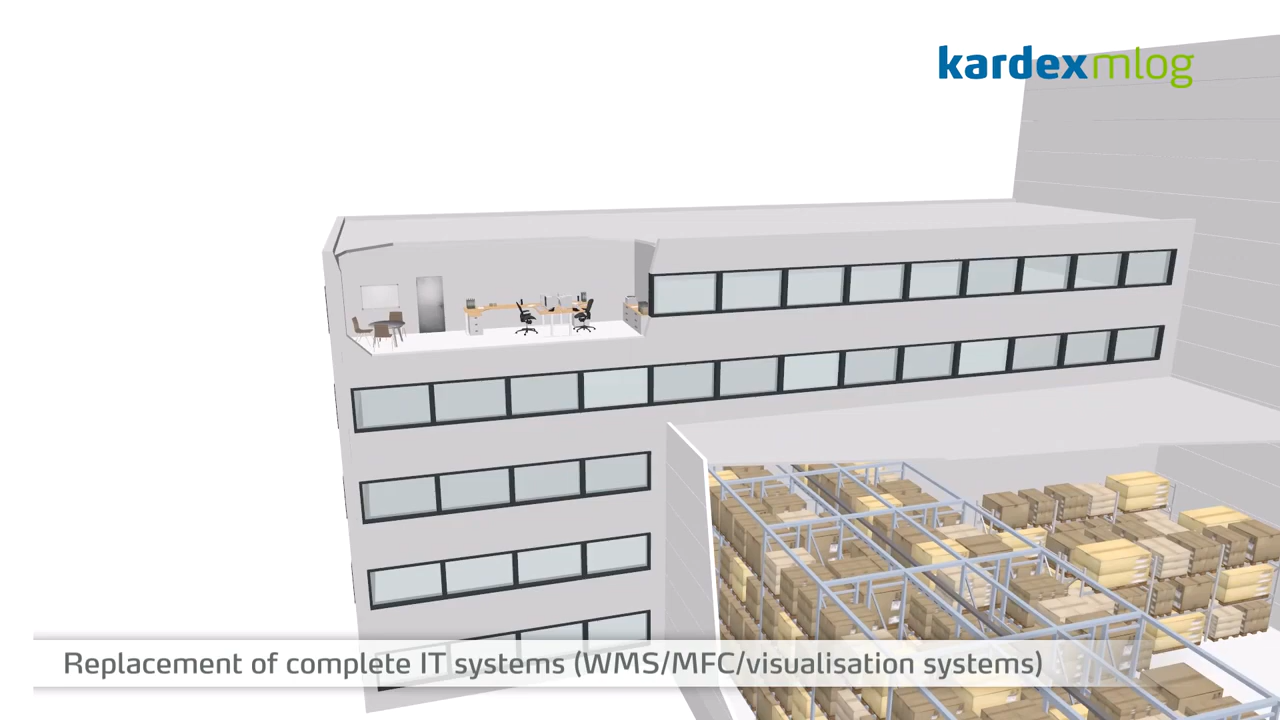 kardexmlog
Replacement of complete IT systems (WMS/MFC/visualisation systems)